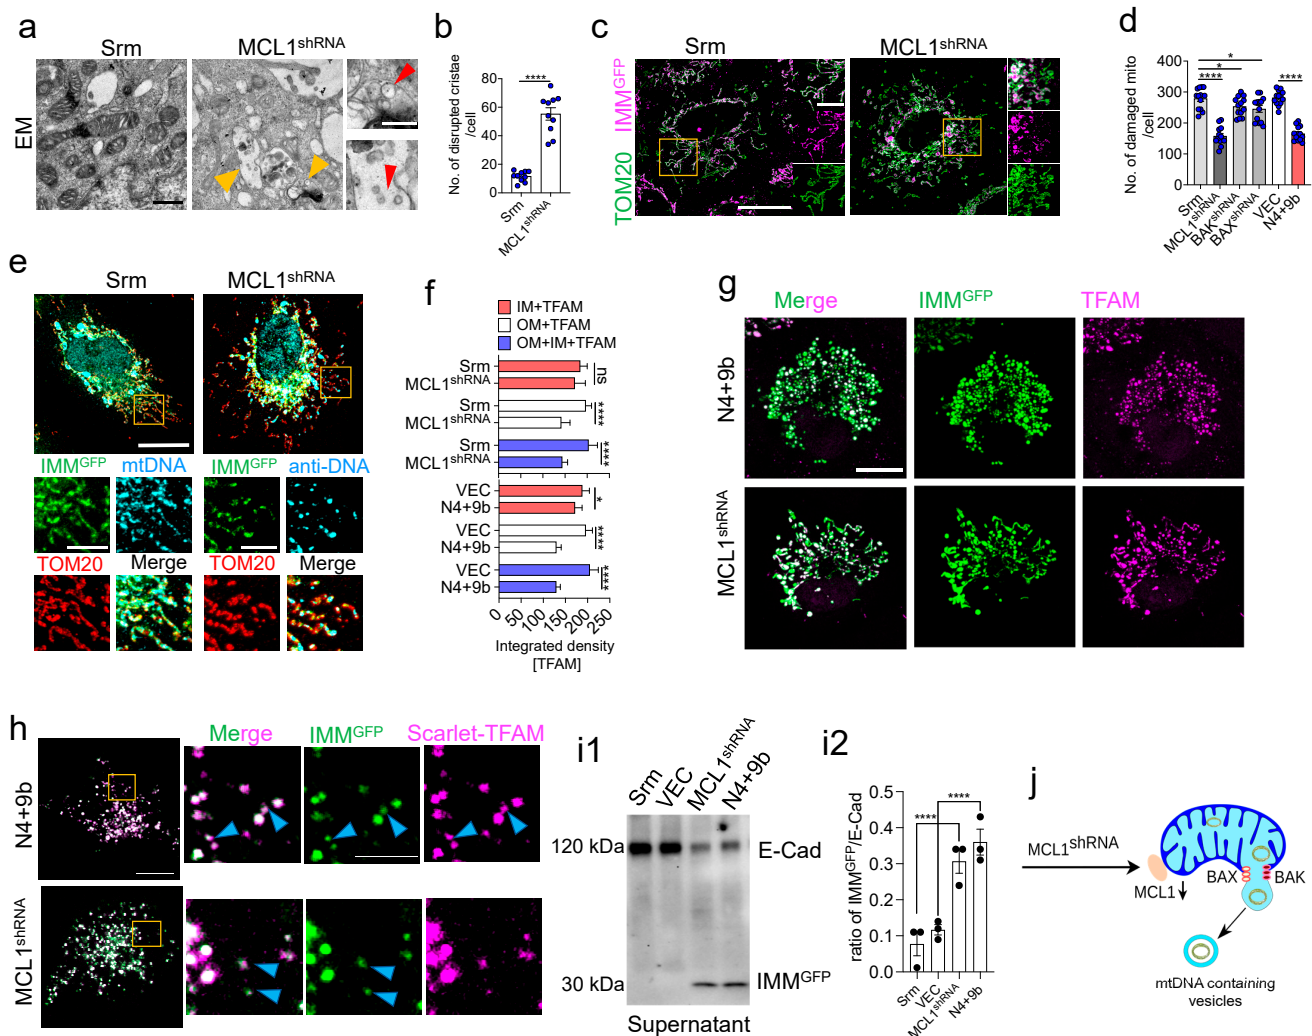 a
Srm
MCL1shRNA
EM
b
****
No. of disrupted cristae
/cell
80
60
40
20
0
Srm
MCL1shRNA
c
Srm
MCL1shRNA
TOM20 IMMGFP
d
*
*
****
****
No. of damaged mito
/cell
400
300
200
100
0
Srm
MCL1shRNA
BAKshRNA
BAXshRNA
VEC
N4+9b
e
Srm
MCL1shRNA
IMMGFP
mtDNA
IMMGFP
anti-DNA
TOM20
Merge
TOM20
Merge
f
IM+TFAM
OM+TFAM
OM+IM+TFAM
Srm
MCL1shRNA
ns
Srm
MCL1shRNA
****
Srm
MCL1shRNA
****
VEC
N4+9b
*
VEC
N4+9b
****
VEC
N4+9b
****
0
50
100
150
200
250
Integrated density
[TFAM]
g
Merge
IMMGFP
TFAM
N4+9b
MCL1shRNA
h
Merge
IMMGFP
Scarlet-TFAM
N4+9b
MCL1shRNA
i1
Srm
VEC
MCL1shRNA
N4+9b
120 kDa
E-Cad
30 kDa
IMMGFP
Supernatant
i2
ratio of IMMGFP/E-Cad
0.5
0.4
0.3
0.2
0.1
0.0
****
****
Srm
VEC
MCL1shRNA
N4+9b
j
MCL1shRNA
MCL1
BAX
BAK
mtDNA containing
vesicles